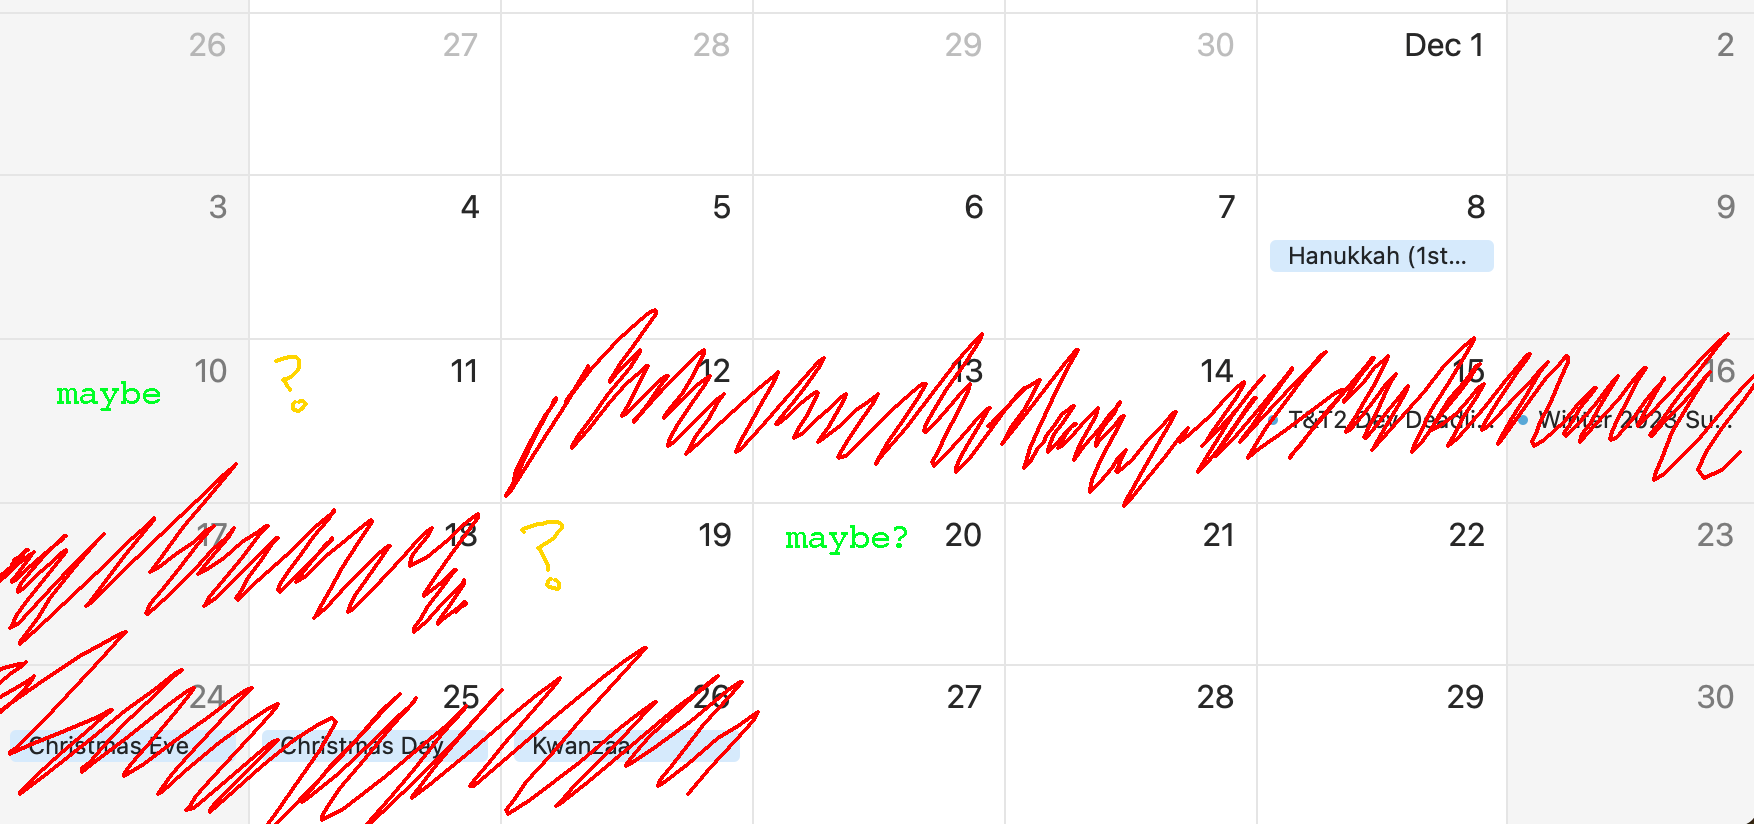 26 27 28 29 30 Dec 1 2
3 4 5 6 7 8 9
Hanukkah (1st...
10 ? 11 12 13 14 15 16
maybe
T&T2 Dev Deadli... Winter 2023 Su...
17 18 ? 19 maybe? 20 21 22 23
24 25 26 27 28 29 30
Christmas Eve Christmas Day Kwanzaa